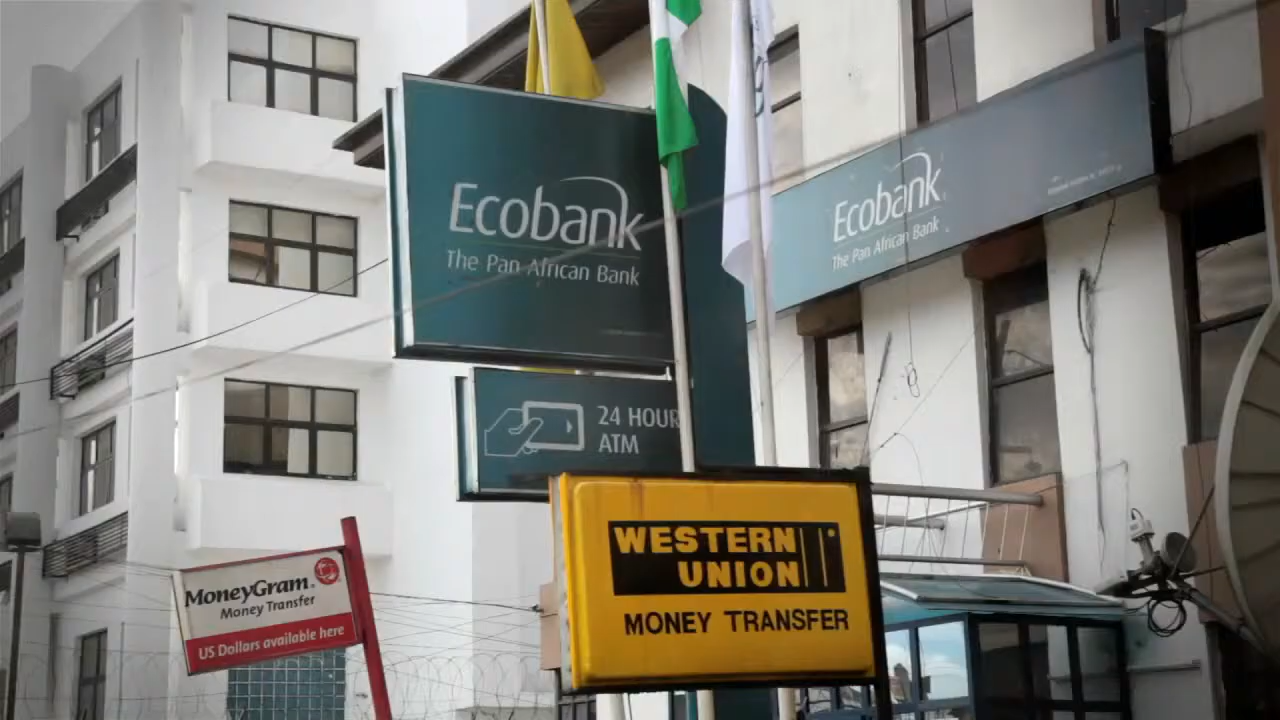 Ecobank
The Pan African Bank
Ecobank
The Pan African Bank
24 HOUR
ATM
WESTERN
UNION
MONEY TRANSFER
MoneyGram
Money Transfer
US Dollars available here